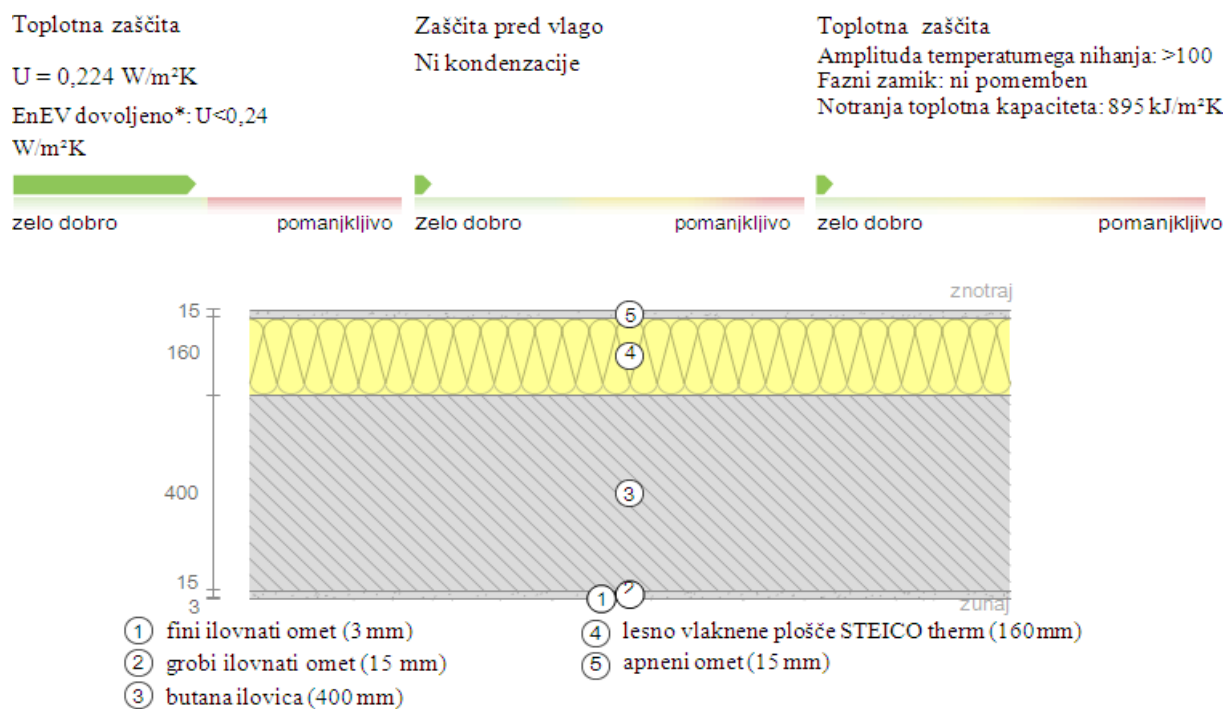 Toplotna zaščita
U = 0,224 W/m²K
EnEV dovoljeno*: U<0,24
W/m²K
zelo dobro
pomanjkljivo
Zaščita pred vlago
Ni kondenzacije
zelo dobro
pomanjkljivo
Toplotna zaščita
Amplituda temperaturnega nihanja: >100
Fazni zamik: ni pomemben
Notranja toplotna kapaciteta: 895 kJ/m²K
zelo dobro
pomanjkljivo
znotraj
15
160
400
15
3
5
4
3
2
1
zunaj
1 fini ilovnati omet (3 mm)
2 grobi ilovnati omet (15 mm)
3 butana ilovica (400 mm)
4 lesno vlaknene plošče STEICO therm (160 mm)
5 apneni omet (15 mm)